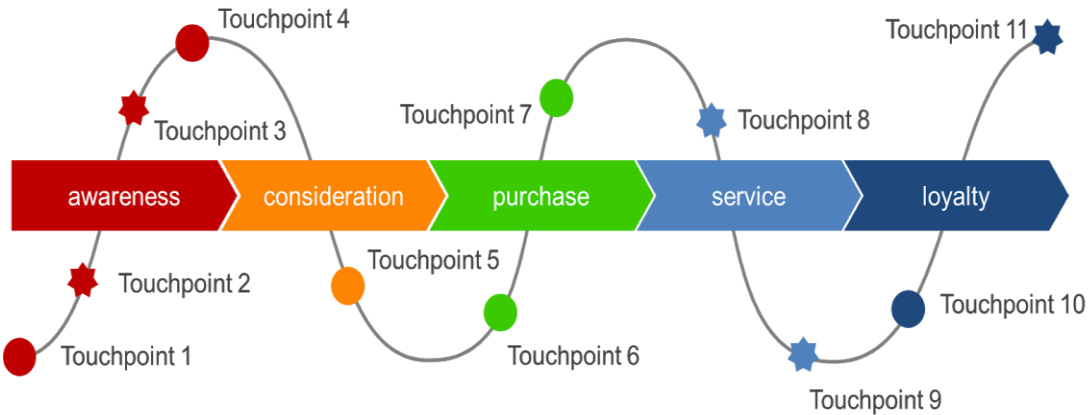 Touchpoint 4
Touchpoint 11
Touchpoint 3
Touchpoint 7
Touchpoint 8
awareness
consideration
purchase
service
loyalty
Touchpoint 2
Touchpoint 5
Touchpoint 10
Touchpoint 1
Touchpoint 6
Touchpoint 9